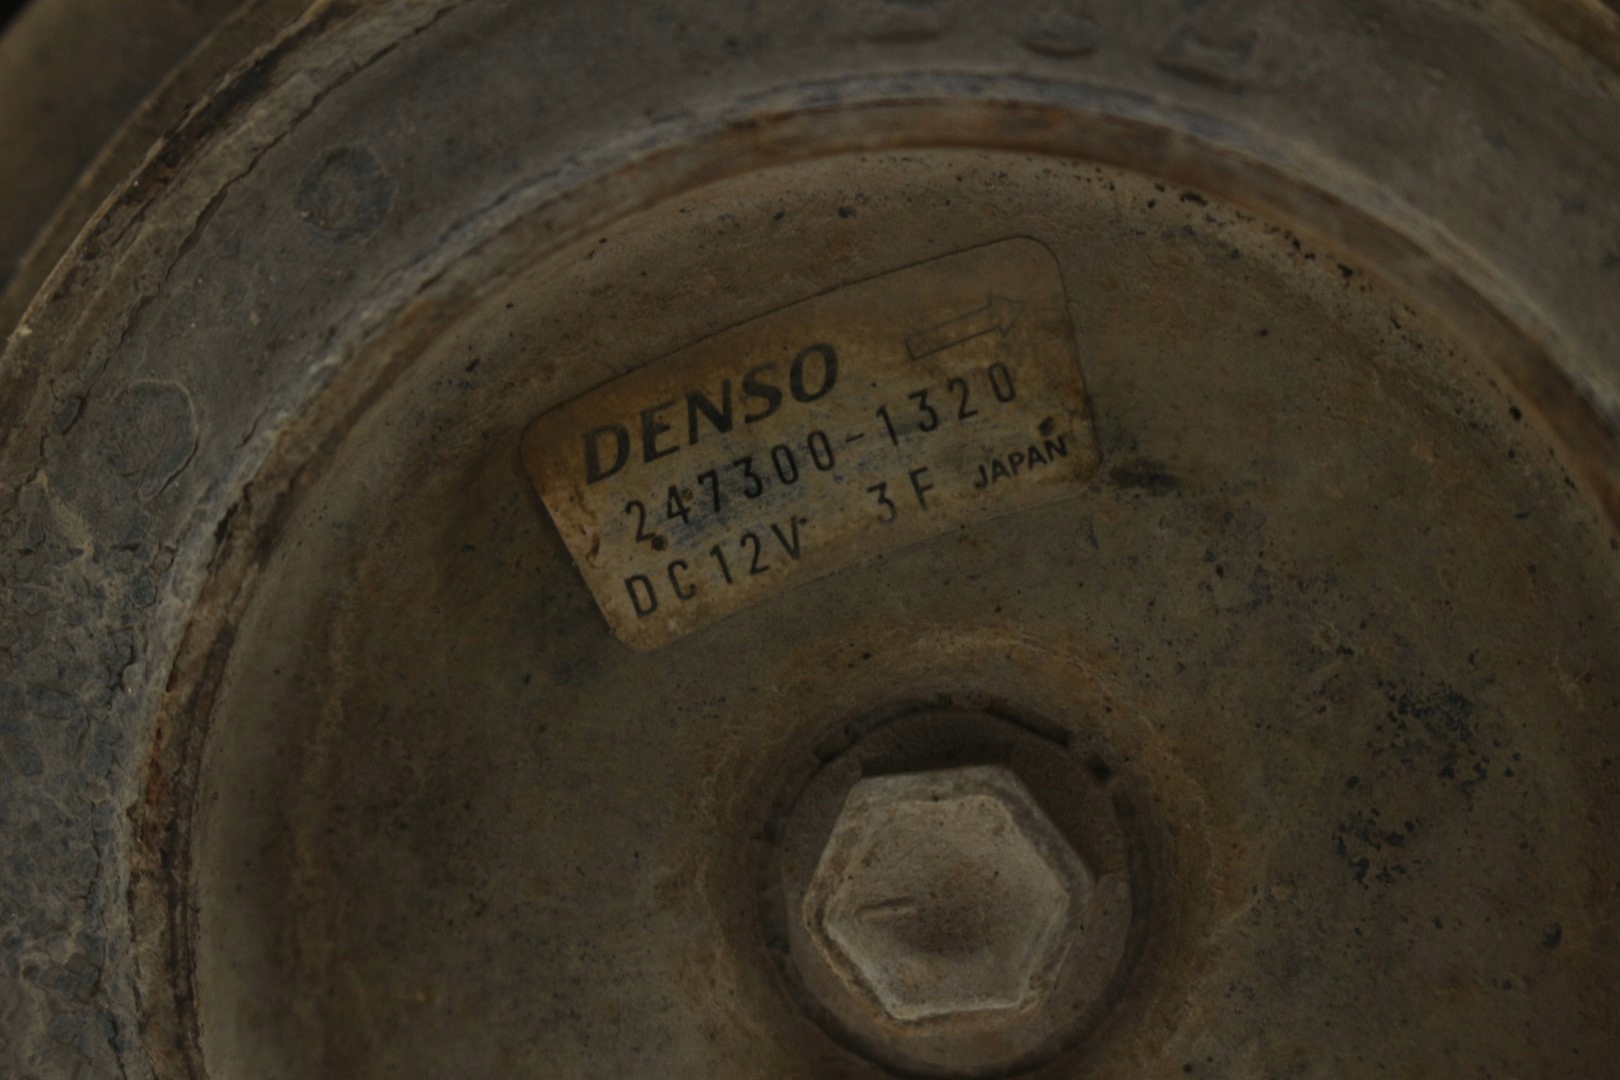 DENSO
247300-1320
DC12V 3F JAPAN